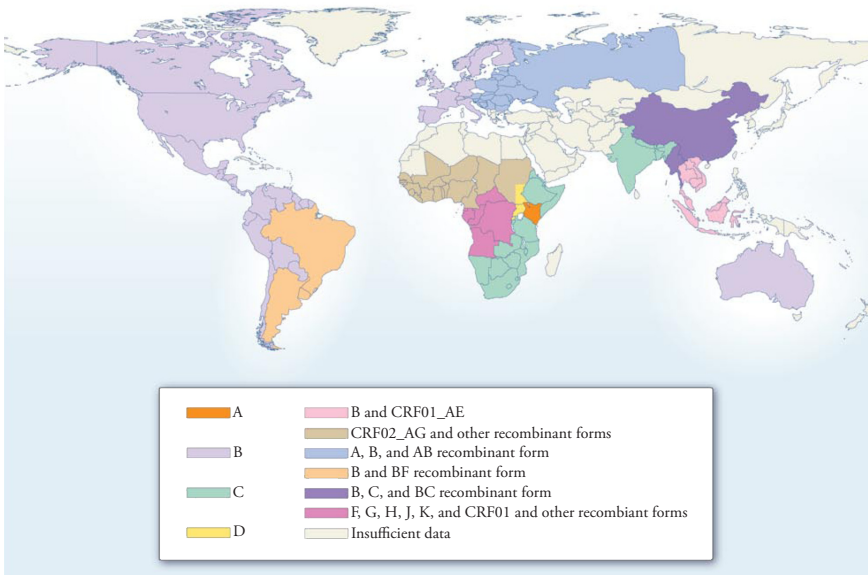 A
B and CRF01_AE
CRF02_AG and other recombinant forms
B
A, B, and AB recombinant form
B and BF recombinant form
C
B, C, and BC recombinant form
F, G, H, J, K, and CRF01 and other recombiant forms
D
Insufficient data